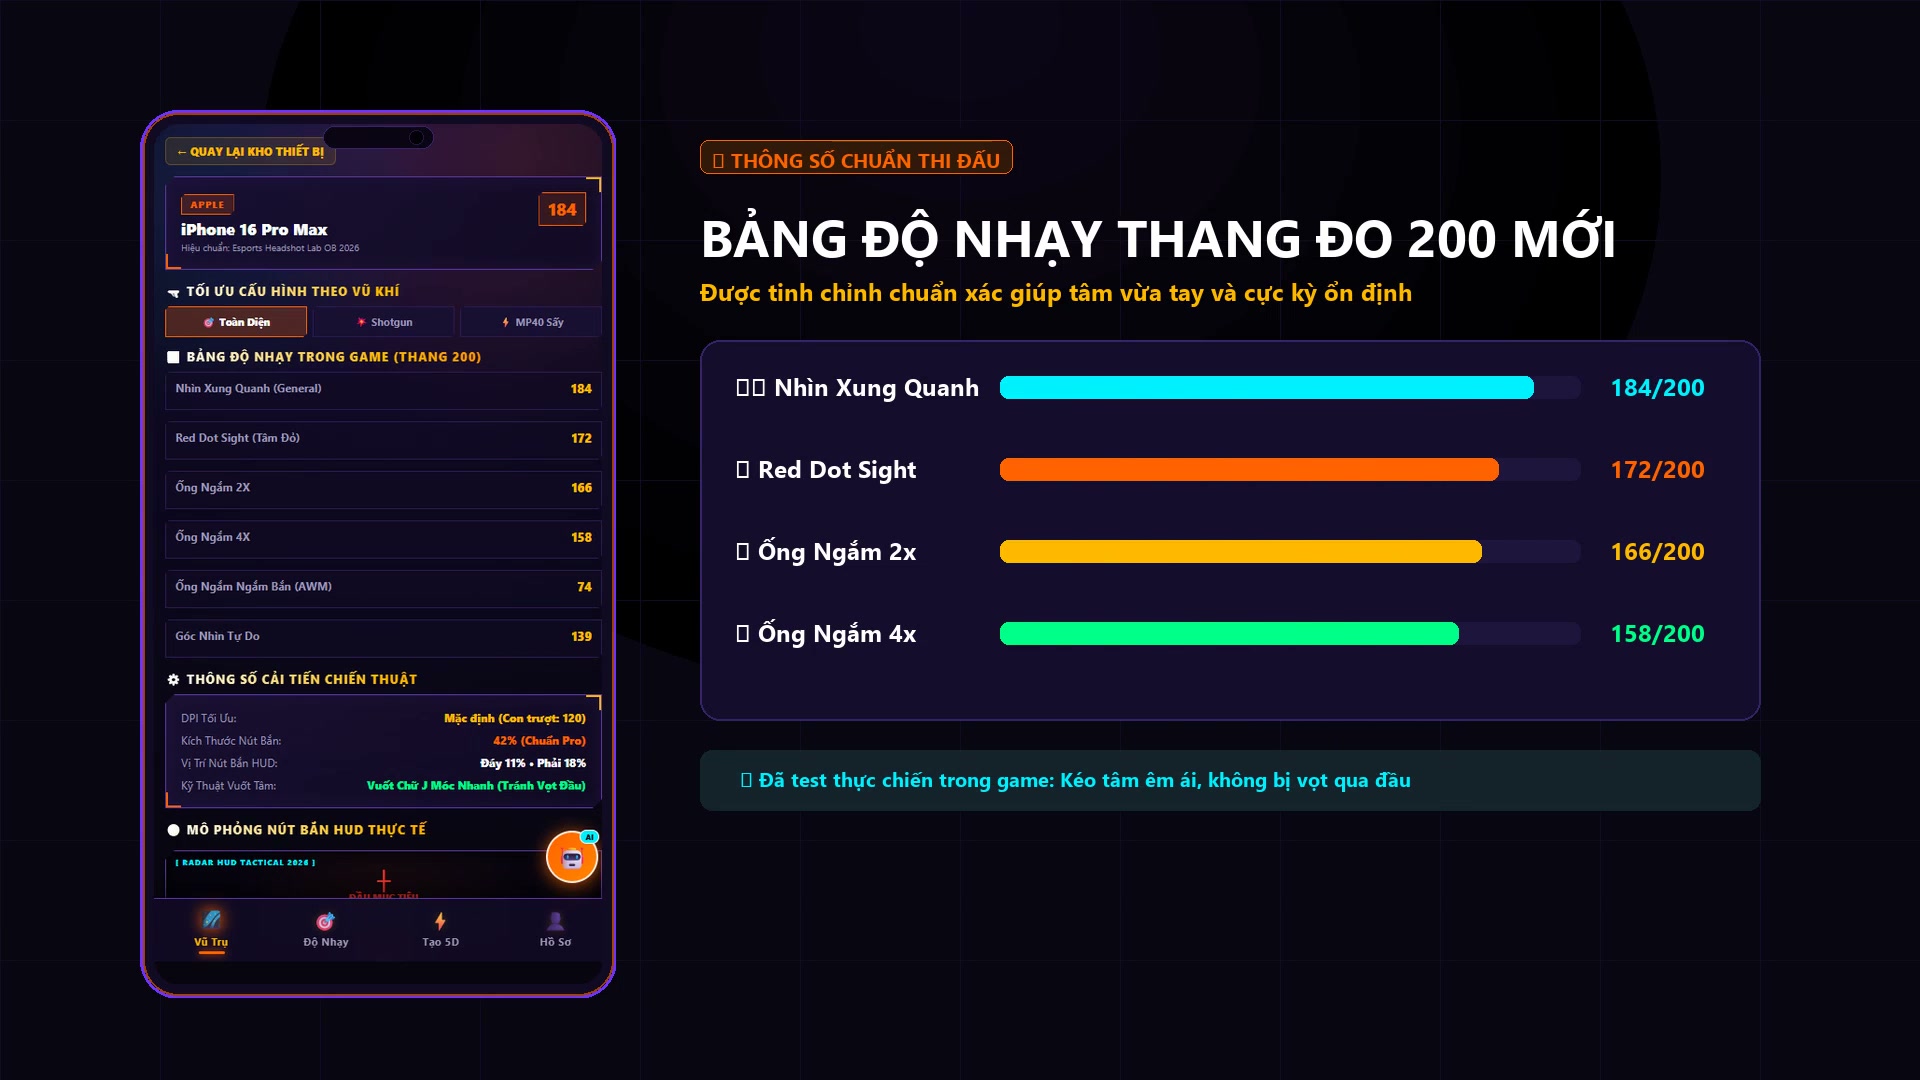 ← QUAY LẠI KHO THIẾT BỊ
APPLE
184
iPhone 16 Pro Max
Hiệu chuẩn: Esports Headshot Lab OB 2026
TỐI ƯU CẤU HÌNH THEO VŨ KHÍ
Toàn Diện
Shotgun
MP40 Sấy
BẢNG ĐỘ NHẠY TRONG GAME (THANG 200)
Nhìn Xung Quanh (General) 184
Red Dot Sight (Tâm Đỏ) 172
Ống Ngắm 2X 166
Ống Ngắm 4X 158
Ống Ngắm Ngắm Bắn (AWM) 74
Góc Nhìn Tự Do 139
THÔNG SỐ CẢI TIẾN CHIẾN THUẬT
DPI Tối Ưu: Mặc định (Con trượt: 120)
Kích Thước Nút Bắn: 42% (Chuẩn Pro)
Vị Trí Nút Bắn HUD: Đáy 11% • Phải 18%
Kỹ Thuật Vuốt Tâm: Vuốt Chữ J Móc Nhanh (Tránh Vọt Đầu)
MÔ PHỎNG NÚT BẮN HUD THỰC TẾ
AI
[ RADAR HUD TACTICAL 2026 ]
Vũ Trụ
Độ Nhạy
Tạo 5D
Hồ Sơ
THÔNG SỐ CHUẨN THI ĐẤU
BẢNG ĐỘ NHẠY THANG ĐO 200 MỚI
Được tinh chỉnh chuẩn xác giúp tâm vừa tay và cực kỳ ổn định
Nhìn Xung Quanh 184/200
Red Dot Sight 172/200
Ống Ngắm 2x 166/200
Ống Ngắm 4x 158/200
Đã test thực chiến trong game: Kéo tâm êm ái, không bị vọt qua đầu